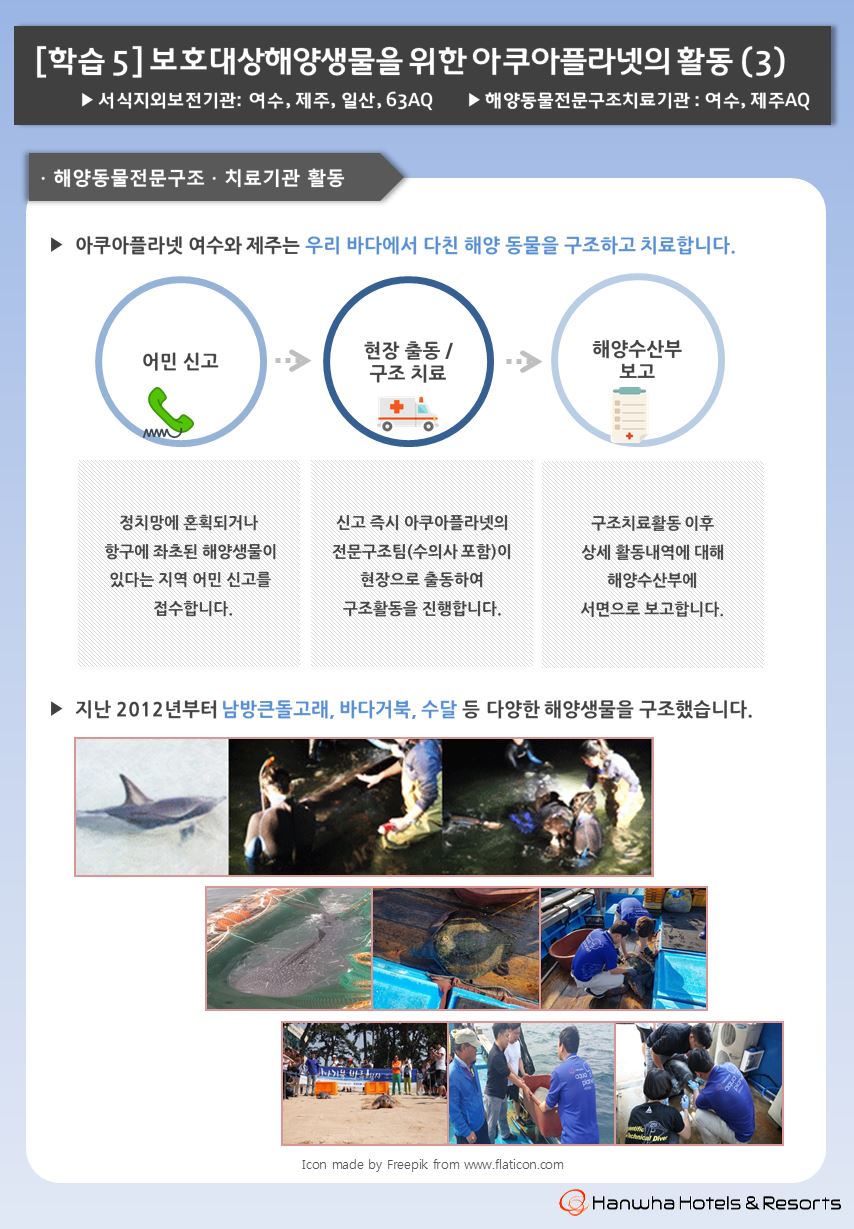 [학습 5] 보호대상해양생물을 위한 아쿠아플라넷의 활동 (3)
▶ 서식지외보전기관: 여수, 제주, 일산, 63AQ ▶ 해양동물전문구조치료기관 : 여수, 제주AQ
· 해양동물전문구조 · 치료기관 활동
▶ 아쿠아플라넷 여수와 제주는 우리 바다에서 다친 해양 동물을 구조하고 치료합니다.
어민 신고
현장 출동 /
구조 치료
해양수산부
보고
정치망에 혼획되거나
항구에 좌초된 해양생물이
있다는 지역 어민 신고를
접수합니다.
신고 즉시 아쿠아플라넷의
전문구조팀(수의사 포함)이
현장으로 출동하여
구조활동을 진행합니다.
구조치료활동 이후
상세 활동내역에 대해
해양수산부에
서면으로 보고합니다.
▶ 지난 2012년부터 남방큰돌고래, 바다거북, 수달 등 다양한 해양생물을 구조했습니다.
aqua
planet
aqua
planet
Technical Diver
Icon made by Freepik from www.flaticon.com
Hanwha Hotels & Resorts